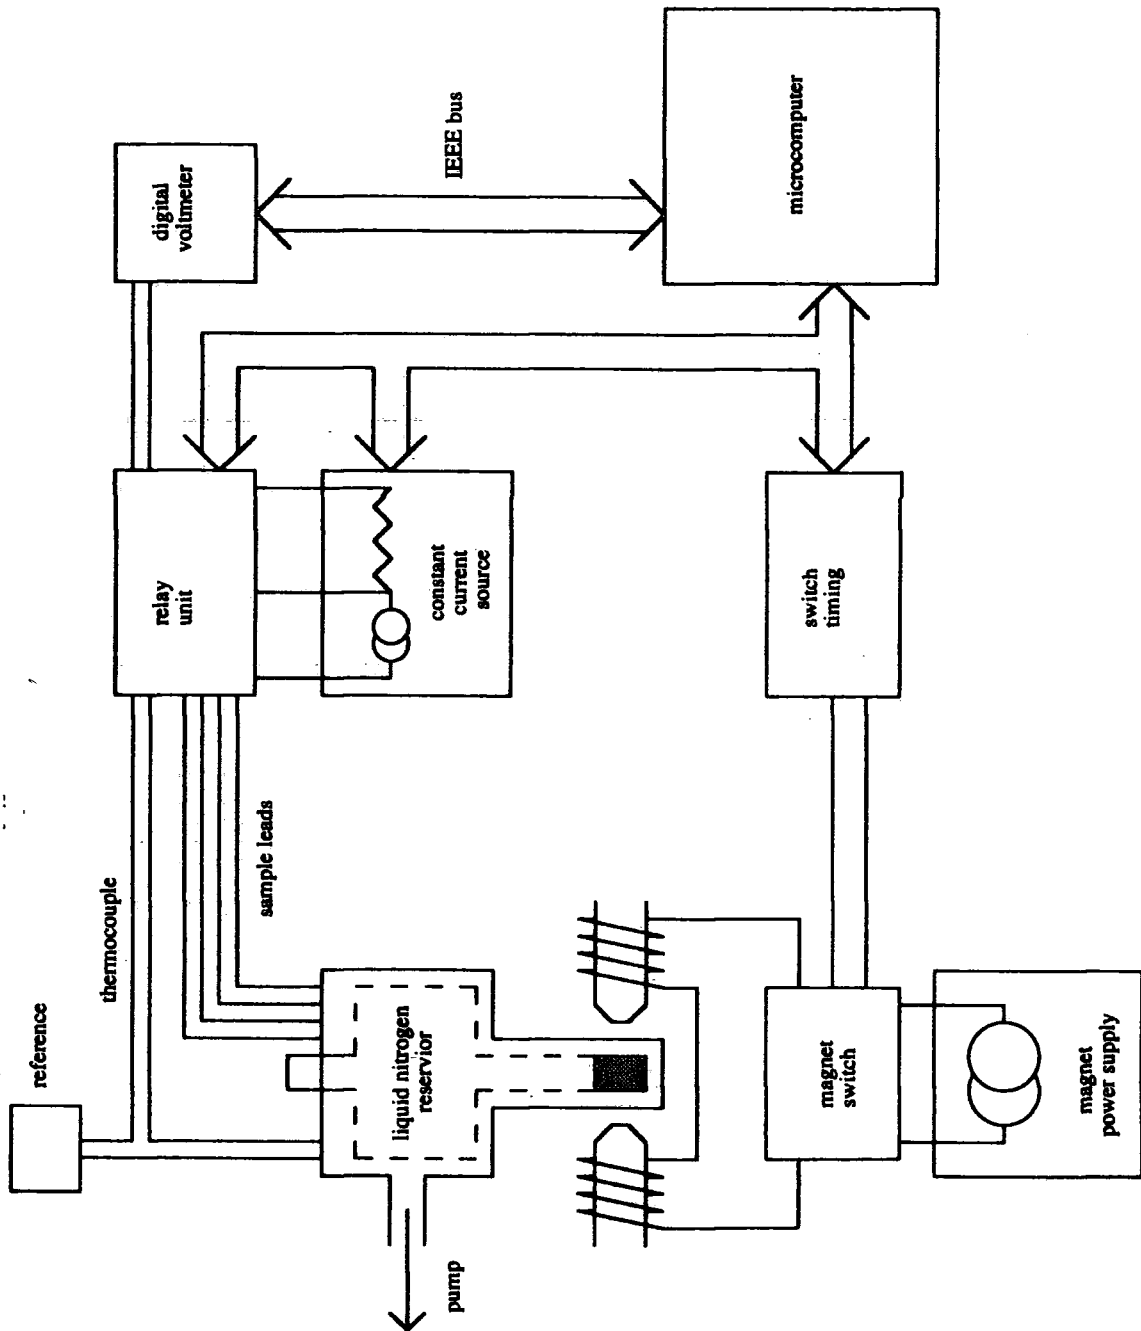 reference
thermocouple
sample leads
relay
unit
digital
voltmeter
IEEE bus
microcomputer
constant
current
source
liquid nitrogen
reservior
pump
switch
timing
magnet
switch
magnet
power supply